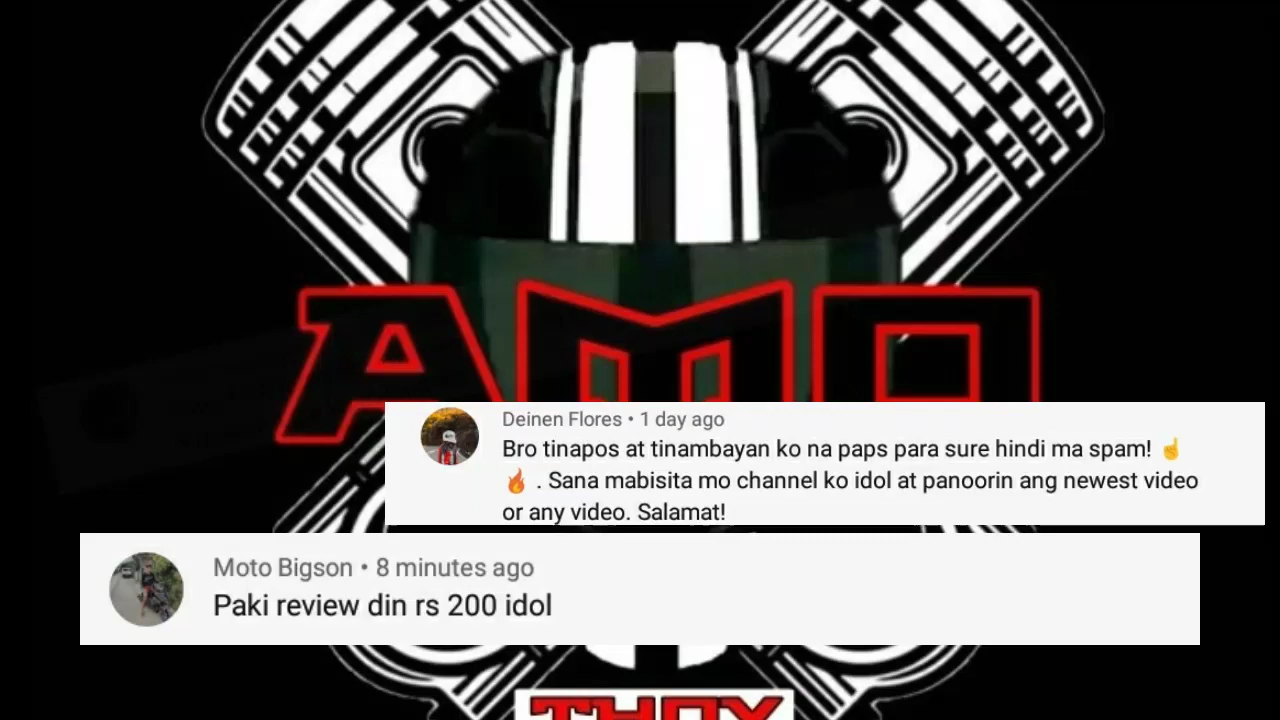 AMO
Deinen Flores • 1 day ago
Bro tinapos at tinambayan ko na paps para sure hindi ma spam! ☝
🔥 . Sana mabisita mo channel ko idol at panoorin ang newest video
or any video. Salamat!
Moto Bigson • 8 minutes ago
Paki review din rs 200 idol
THOY